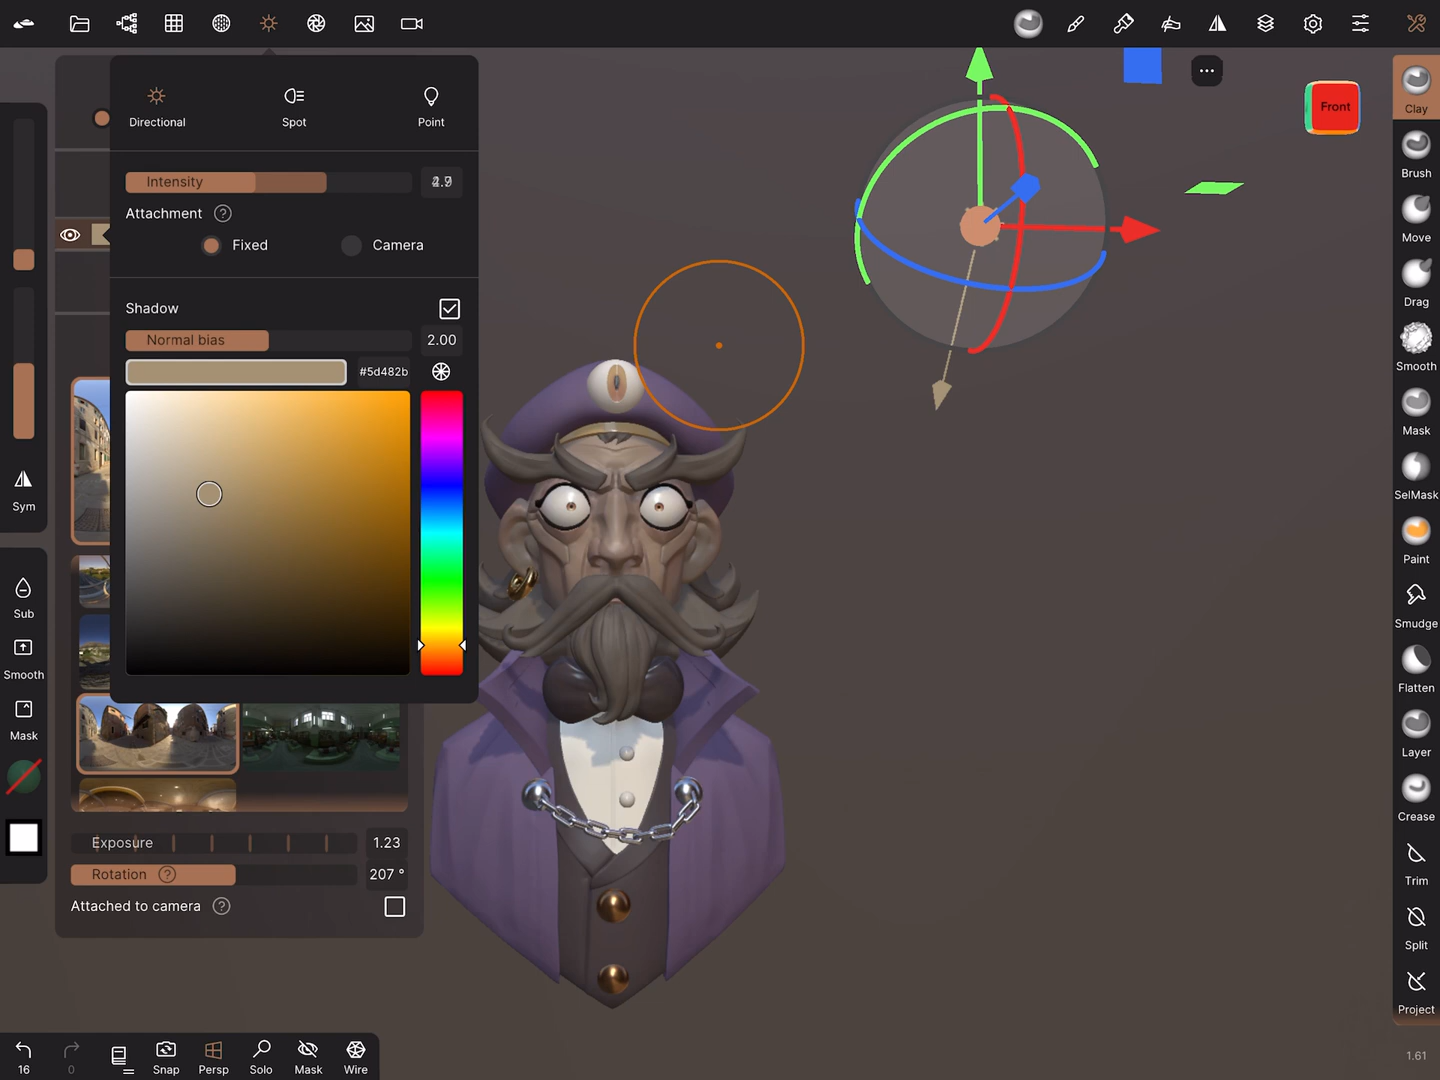 Directional
Spot
Point
Intensity
Attachment ?
Fixed
Camera
Shadow
Normal bias
2.00
#5d482b
Exposure
1.23
Rotation ?
207 °
Attached to camera ?
Sym
Sub
Smooth
Mask
16
0
Snap
Persp
Solo
Mask
Wire
Front
Clay
Brush
Move
Drag
Smooth
Mask
SelMask
Paint
Smudge
Flatten
Layer
Crease
Trim
Split
Project
1.61